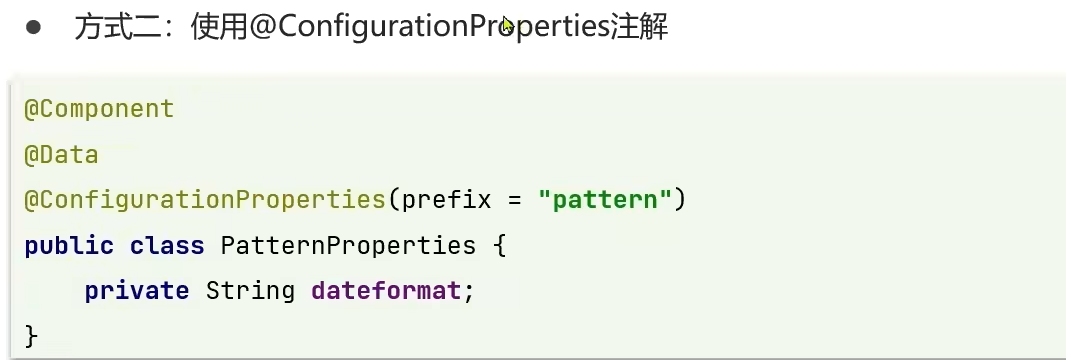 ● 方式二：使用@ConfigurationProperties注解
@Component
@Data
@ConfigurationProperties(prefix = "pattern")
public class PatternProperties {
    private String dateformat;
}